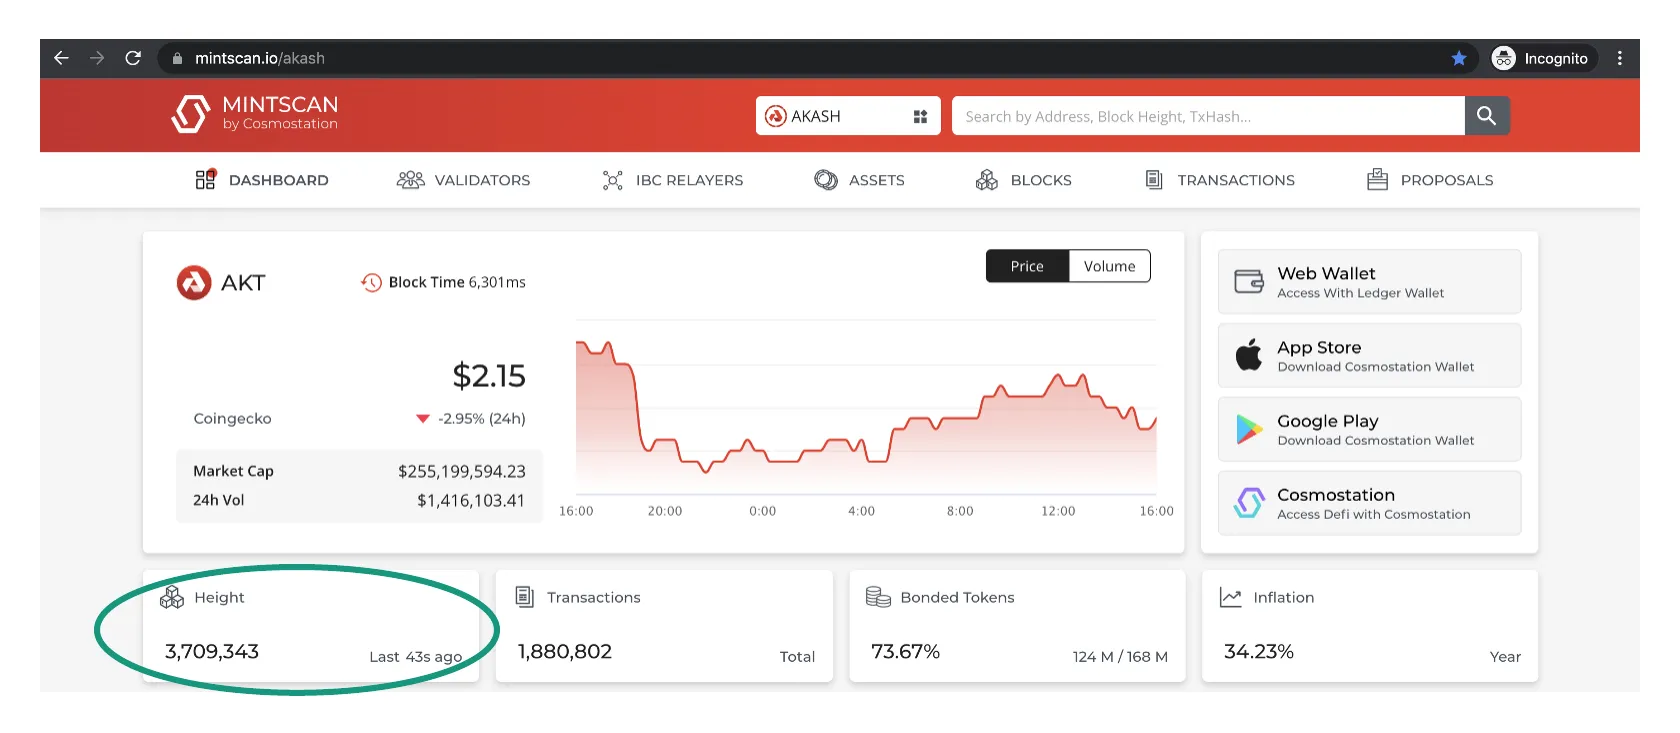 mintscan.io/akash
Incognito
MINTSCAN
by Cosmostation
AKASH
Search by Address, Block Height, TxHash...
DASHBOARD
VALIDATORS
IBC RELAYERS
ASSETS
BLOCKS
TRANSACTIONS
PROPOSALS
AKT
Block Time 6,301ms
$2.15
Coingecko
-2.95% (24h)
Market Cap $255,199,594.23
24h Vol $1,416,103.41
Price
Volume
16:00 20:00 0:00 4:00 8:00 12:00 16:00
Web Wallet
Access With Ledger Wallet
App Store
Download Cosmostation Wallet
Google Play
Download Cosmostation Wallet
Cosmostation
Access Defi with Cosmostation
Height
3,709,343
Last 43s ago
Transactions
1,880,802
Total
Bonded Tokens
73.67%
124 M / 168 M
Inflation
34.23%
Year